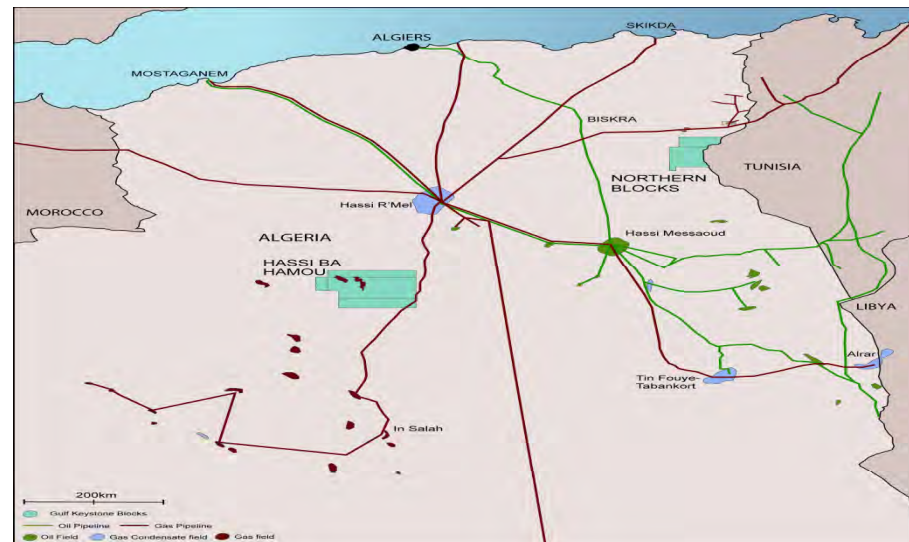 SKIKDA
ALGIERS
MOSTAGANEM
BISKRA
TUNISIA
NORTHERN
BLOCKS
Hassi R'Mel
MOROCCO
Hassi Messaoud
ALGERIA
HASSI BA
HAMOU
LIBYA
Alrar
Tin Fouye-
Tabankort
In Salah
200km
Gulf Keystone Blocks
Oil Pipeline Gas Pipeline
Oil Field Gas Condensate field Gas field